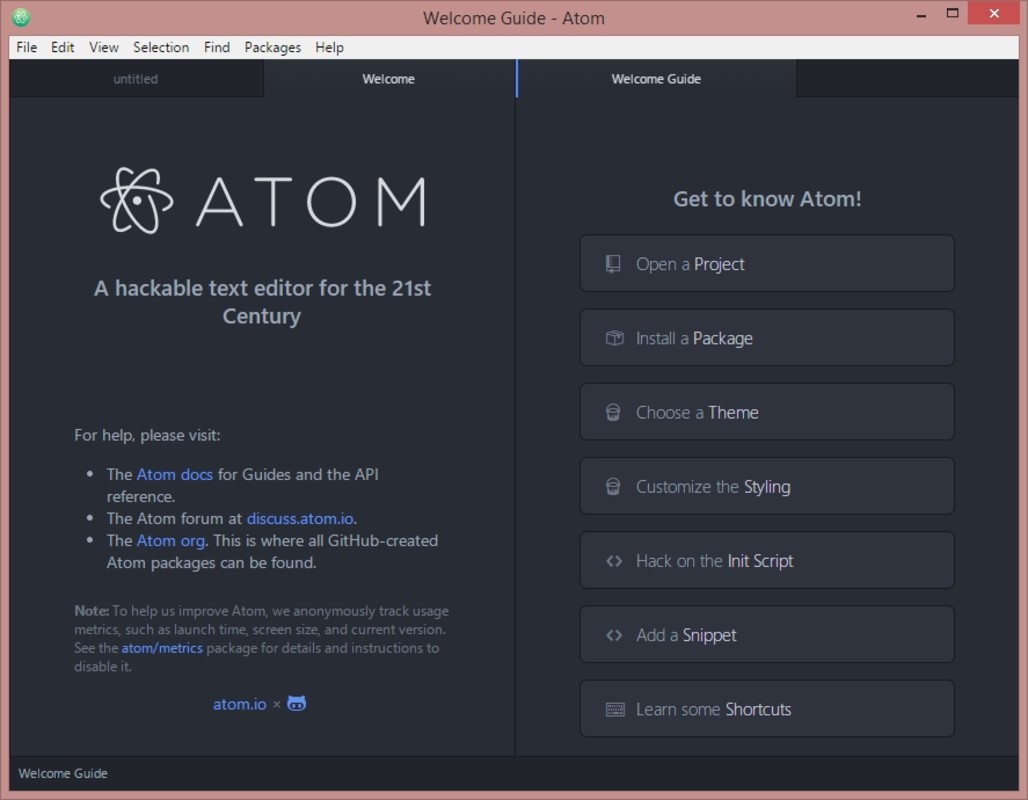 Welcome Guide - Atom
File Edit View Selection Find Packages Help
untitled
Welcome
Welcome Guide
ATOM
A hackable text editor for the 21st
Century
For help, please visit:
• The Atom docs for Guides and the API
reference.
• The Atom forum at discuss.atom.io.
• The Atom org. This is where all GitHub-created
Atom packages can be found.
Note: To help us improve Atom, we anonymously track usage
metrics, such as launch time, screen size, and current version.
See the atom/metrics package for details and instructions to
disable it.
atom.io ×
Get to know Atom!
Open a Project
Install a Package
Choose a Theme
Customize the Styling
Hack on the Init Script
Add a Snippet
Learn some Shortcuts
Welcome Guide